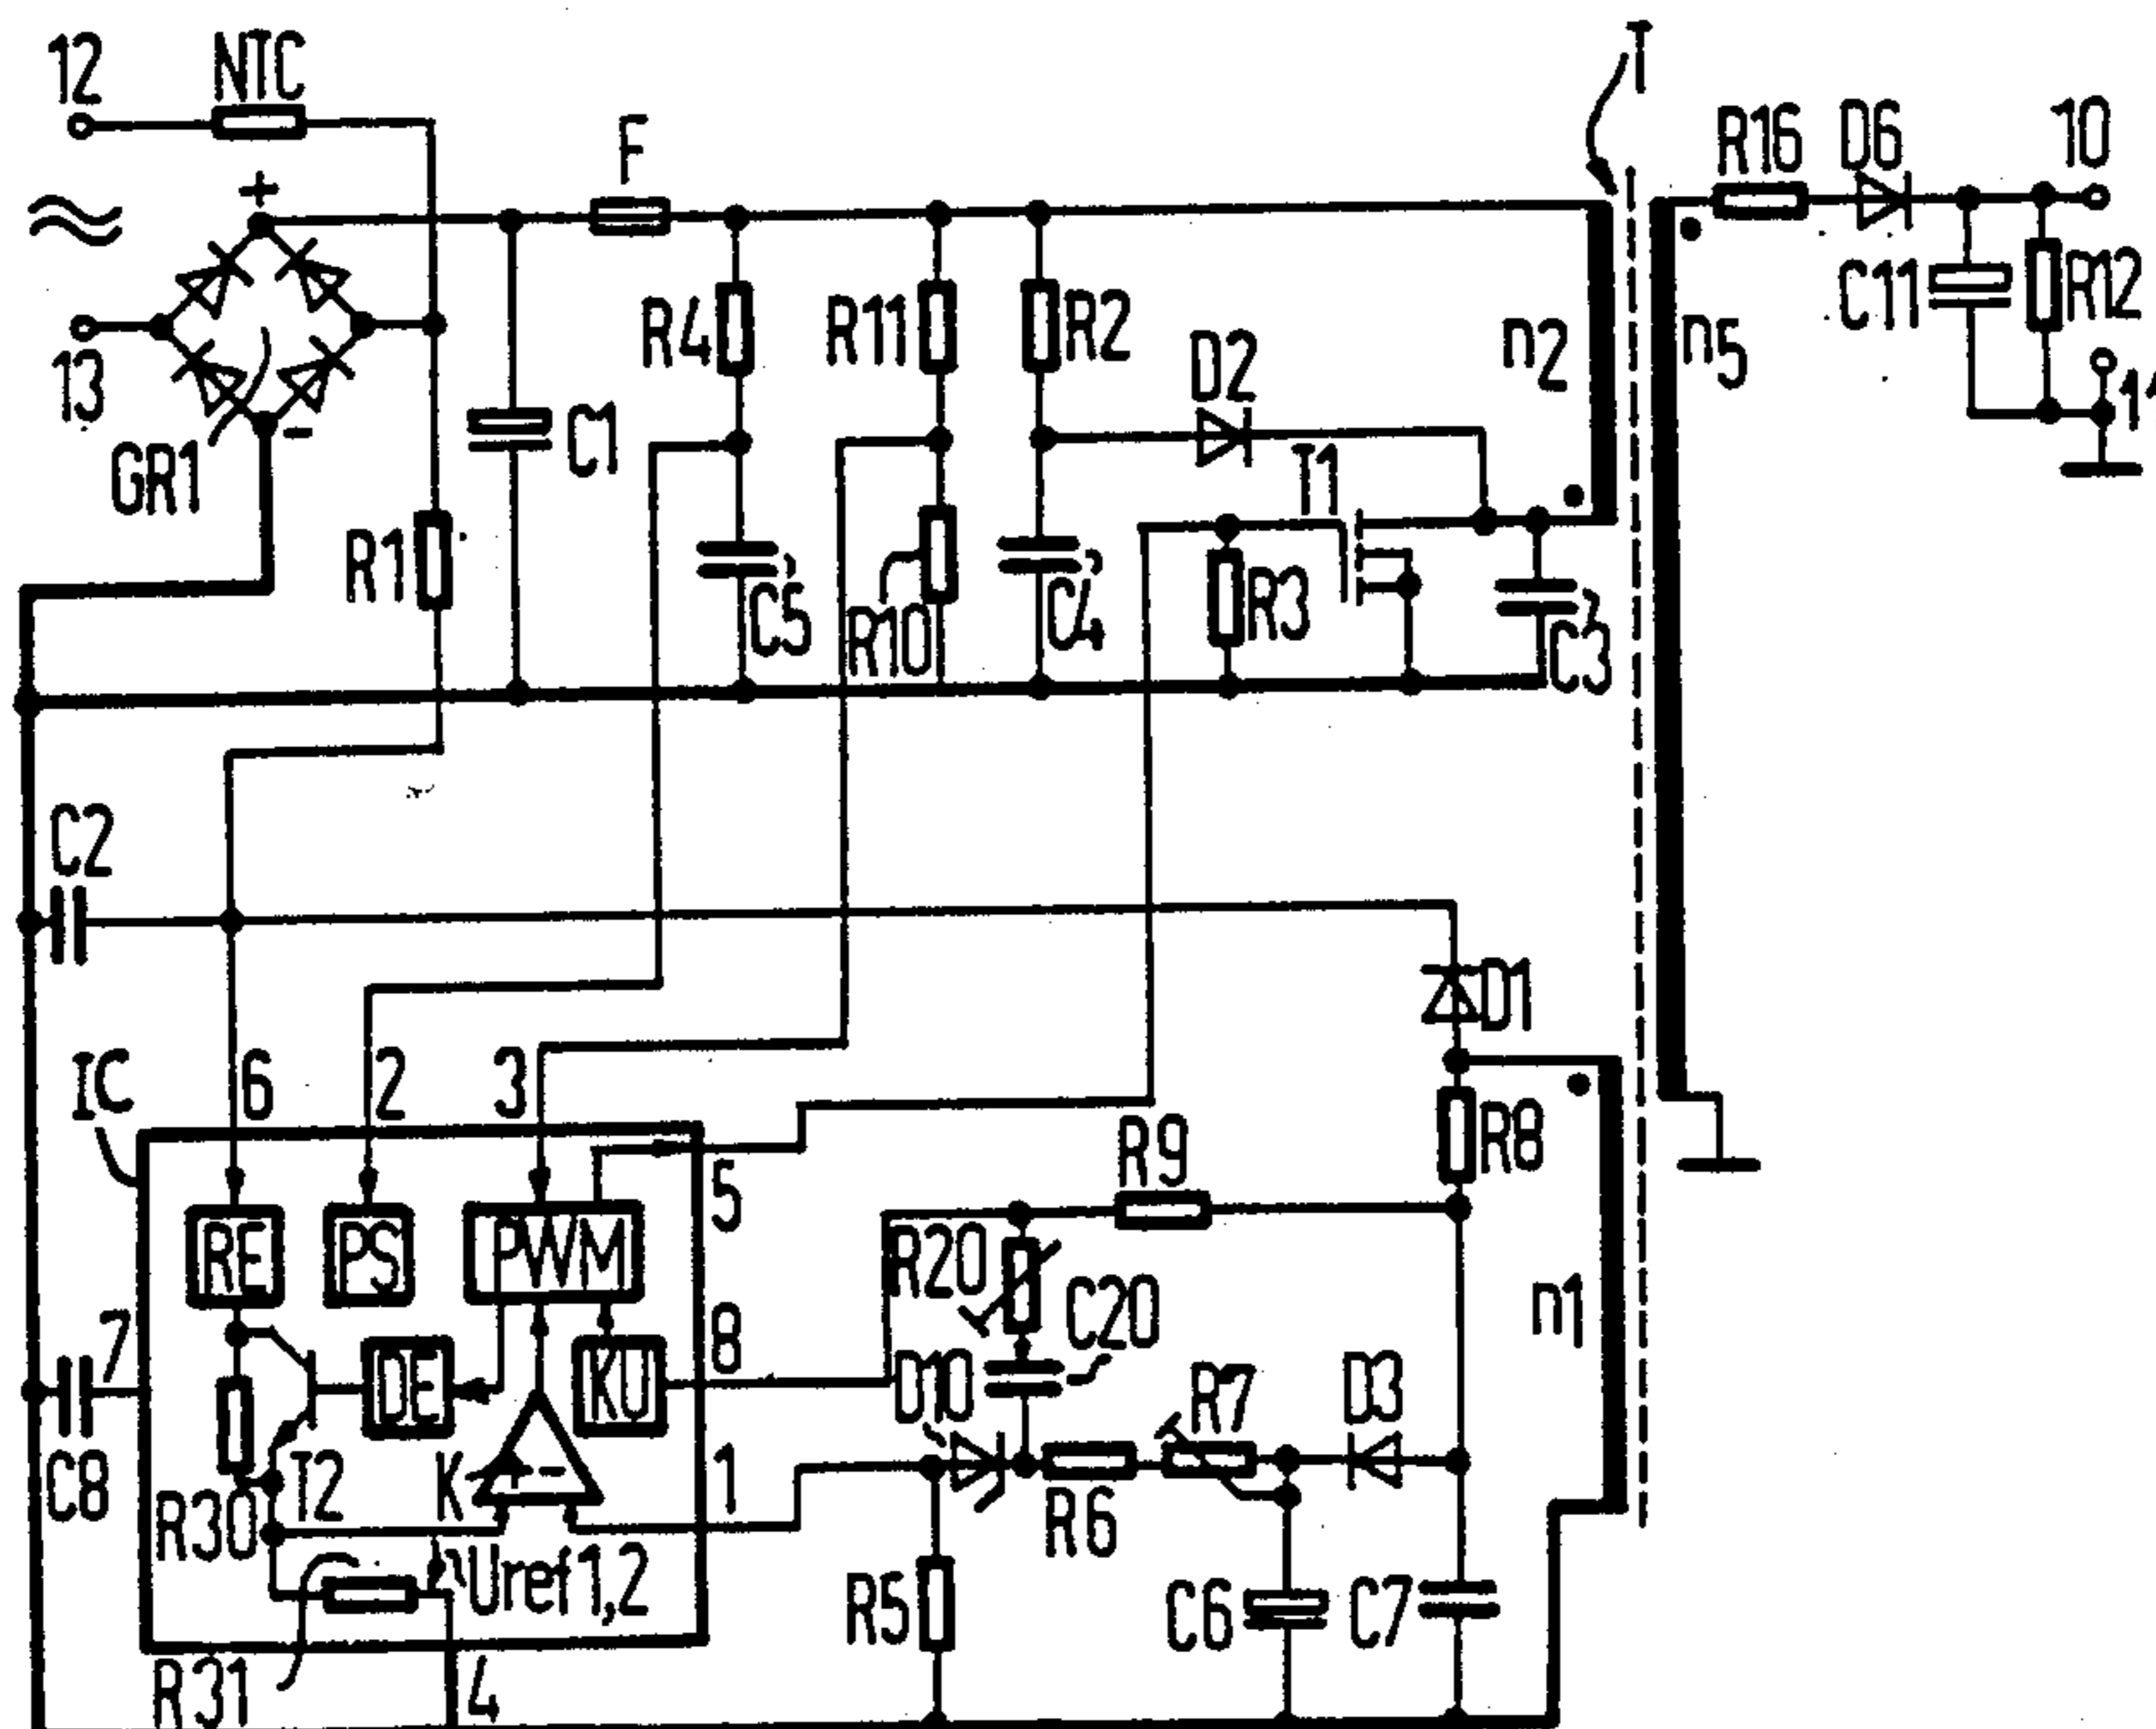 12 NTC
T
F
R16 D6 10
+
R4 R11 R2 D2 n2 n5 C11 R12
13 11
GR1 - C1 T1
R1 C5' R10 C4' R3 C3'
C2
D1
IC 6 2 3
R9 R8
5
RE PS PWM R20 C20 n1
7 8
DE KU D10 R7 D3
C8 R30 T2 K + - 1 R6
Uref1,2 R5 C6 C7
R31 4